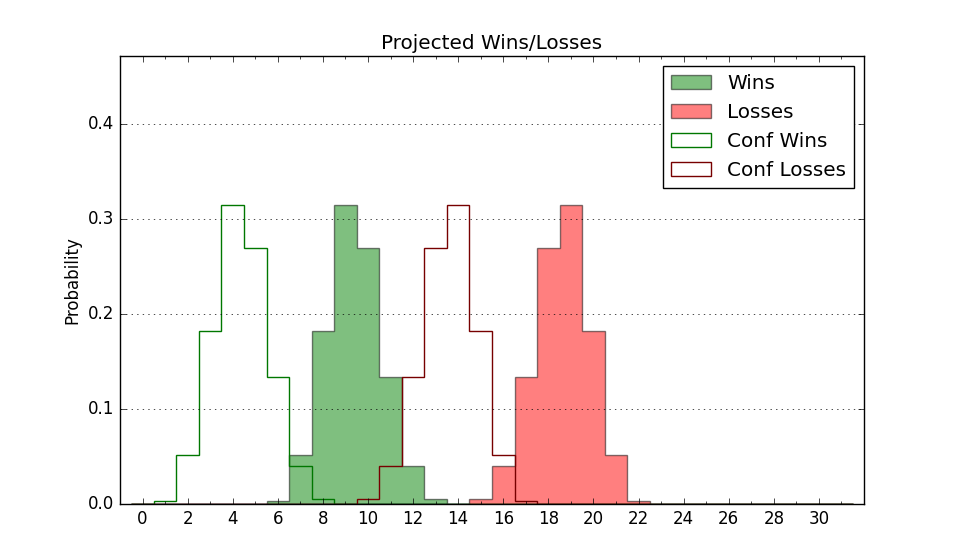 Projected Wins/Losses
Wins
Losses
Conf Wins
Conf Losses
Probability
0.4
0.3
0.2
0.1
0.0
0 2 4 6 8 10 12 14 16 18 20 22 24 26 28 30